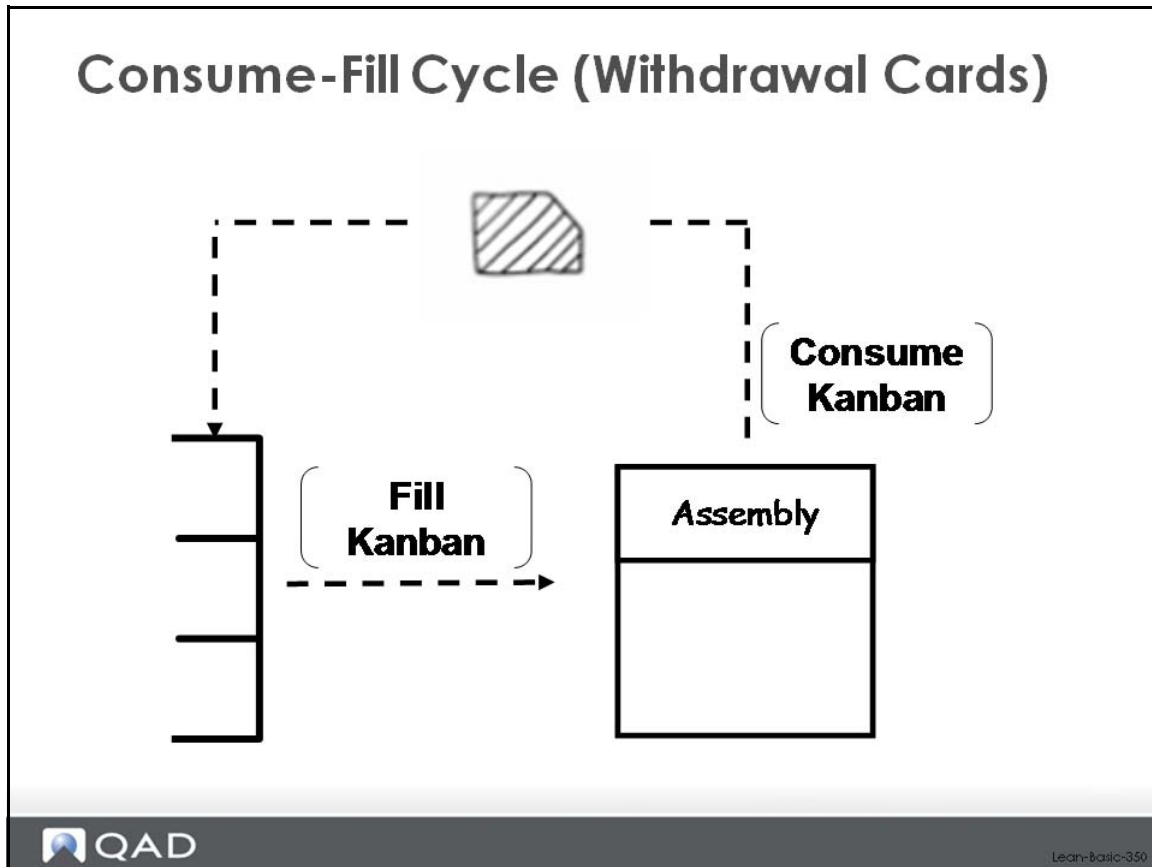 Consume-Fill Cycle (Withdrawal Cards)
Consume
Kanban
Fill
Kanban
Assembly
QAD
Lean-Basic-350